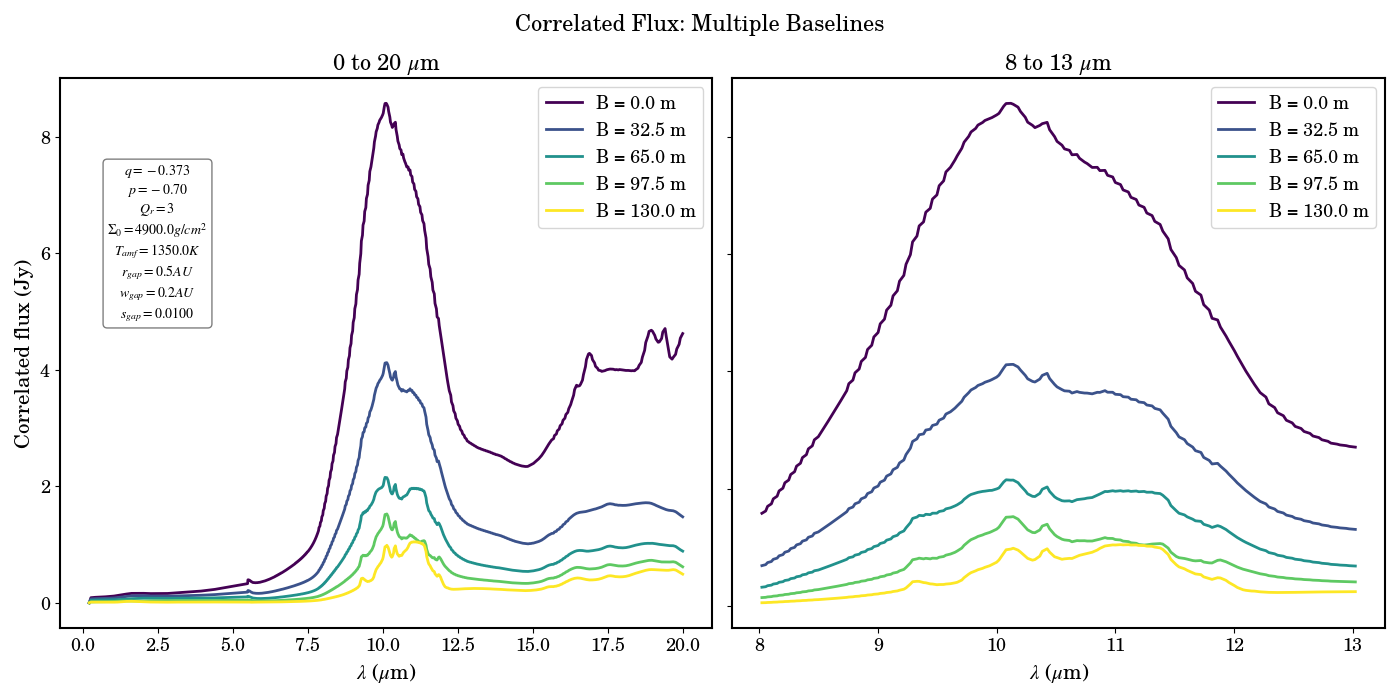 Correlated Flux: Multiple Baselines
0 to 20 μm
8
6
4
2
0
Correlated flux (Jy)
q = −0.373
p = −0.70
Q_r = 3
Σ_0 = 4900.0g/cm^2
T_amf = 1350.0K
r_gap = 0.5AU
w_gap = 0.2AU
s_gap = 0.0100
B = 0.0 m
B = 32.5 m
B = 65.0 m
B = 97.5 m
B = 130.0 m
0.0 2.5 5.0 7.5 10.0 12.5 15.0 17.5 20.0
λ (μm)
8 to 13 μm
B = 0.0 m
B = 32.5 m
B = 65.0 m
B = 97.5 m
B = 130.0 m
8 9 10 11 12 13
λ (μm)